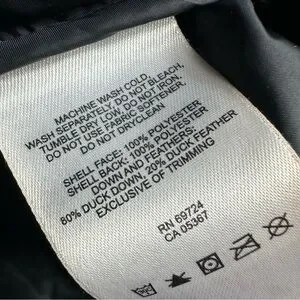 MACHINE WASH COLD,
WASH SEPARATELY, DO NOT BLEACH,
TUMBLE DRY LOW, DO NOT IRON,
DO NOT USE FABRIC SOFTENER,
DO NOT DRYCLEAN
SHELL FACE: 100% POLYESTER
SHELL BACK: 100% POLYESTER
DOWN AND FEATHERS:
80% DUCK DOWN, 20% DUCK FEATHER
EXCLUSIVE OF TRIMMING
RN 69724
CA 05367